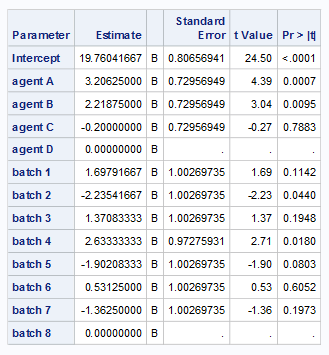 Parameter Estimate Standard Error t Value Pr > |t|
Intercept 19.76041667 B 0.80656941 24.50 <.0001
agent A 3.20625000 B 0.72956949 4.39 0.0007
agent B 2.21875000 B 0.72956949 3.04 0.0095
agent C -0.20000000 B 0.72956949 -0.27 0.7883
agent D 0.00000000 B . . .
batch 1 1.69791667 B 1.00269735 1.69 0.1142
batch 2 -2.23541667 B 1.00269735 -2.23 0.0440
batch 3 1.37083333 B 1.00269735 1.37 0.1948
batch 4 2.63333333 B 0.97275931 2.71 0.0180
batch 5 -1.90208333 B 1.00269735 -1.90 0.0803
batch 6 0.53125000 B 1.00269735 0.53 0.6052
batch 7 -1.36250000 B 1.00269735 -1.36 0.1973
batch 8 0.00000000 B . . .